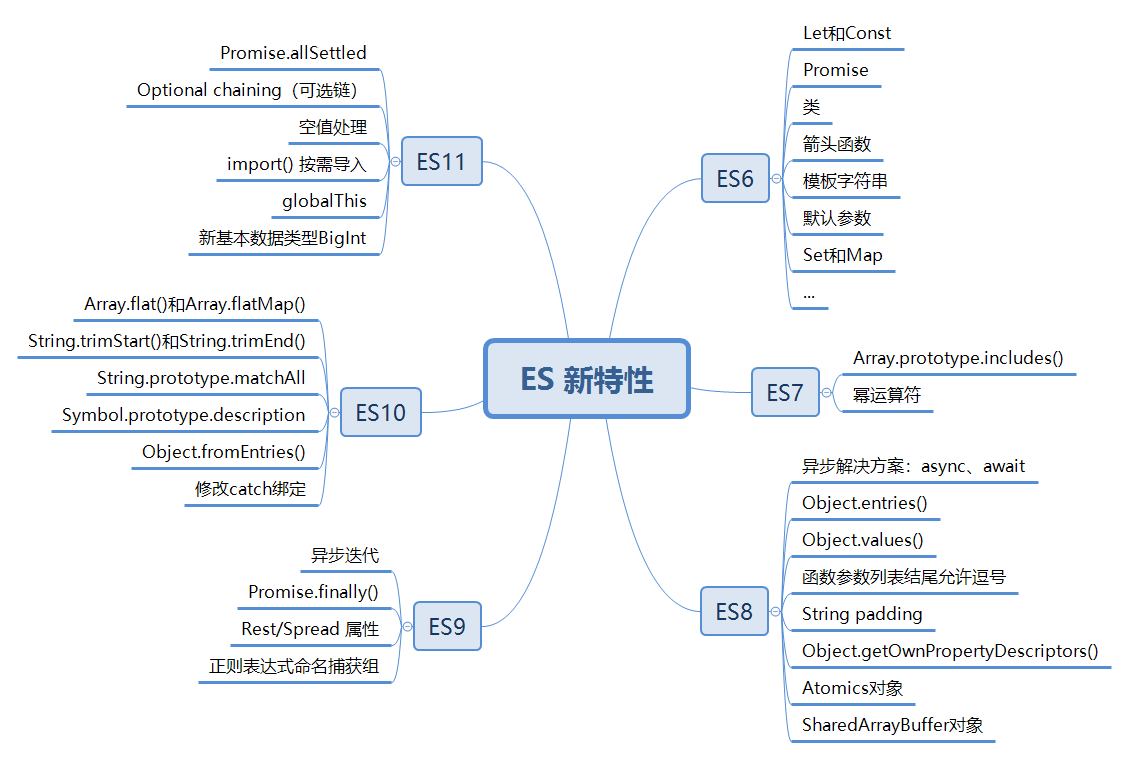 ES 新特性
ES6
Let和Const
Promise
类
箭头函数
模板字符串
默认参数
Set和Map
...
ES7
Array.prototype.includes()
幂运算符
ES8
异步解决方案：async、await
Object.entries()
Object.values()
函数参数列表结尾允许逗号
String padding
Object.getOwnPropertyDescriptors()
Atomics对象
SharedArrayBuffer对象
ES9
异步迭代
Promise.finally()
Rest/Spread 属性
正则表达式命名捕获组
ES10
Array.flat()和Array.flatMap()
String.trimStart()和String.trimEnd()
String.prototype.matchAll
Symbol.prototype.description
Object.fromEntries()
修改catch绑定
ES11
Promise.allSettled
Optional chaining（可选链）
空值处理
import() 按需导入
globalThis
新基本数据类型BigInt